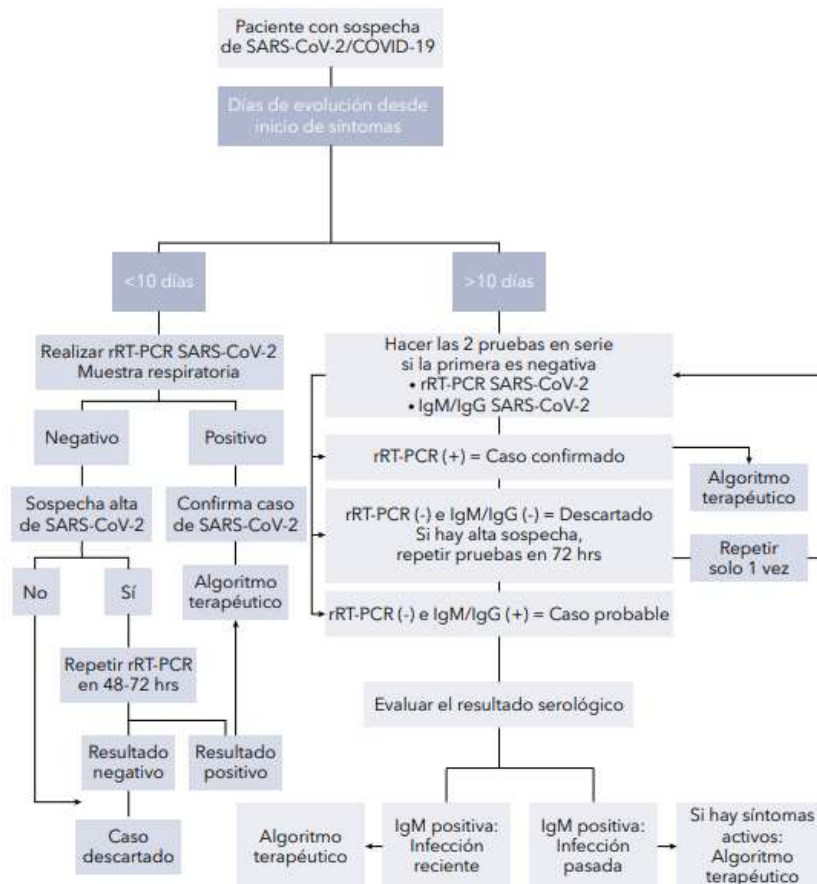 Paciente con sospecha
de SARS-CoV-2/COVID-19
Días de evolución desde
inicio de síntomas
<10 días
>10 días
Realizar rRT-PCR SARS-CoV-2
Muestra respiratoria
Negativo
Positivo
Sospecha alta
de SARS-CoV-2
Confirma caso
de SARS-CoV-2
No
Sí
Algoritmo
terapéutico
Repetir rRT-PCR
en 48-72 hrs
Resultado
negativo
Resultado
positivo
Caso
descartado
Hacer las 2 pruebas en serie
si la primera es negativa
• rRT-PCR SARS-CoV-2
• IgM/IgG SARS-CoV-2
rRT-PCR (+) = Caso confirmado
Algoritmo
terapéutico
rRT-PCR (-) e IgM/IgG (-) = Descartado
Si hay alta sospecha,
repetir pruebas en 72 hrs
Repetir
solo 1 vez
rRT-PCR (-) e IgM/IgG (+) = Caso probable
Evaluar el resultado serológico
Algoritmo
terapéutico
IgM positiva:
Infección
reciente
IgM positiva:
Infección
pasada
Si hay síntomas
activos:
Algoritmo
terapéutico